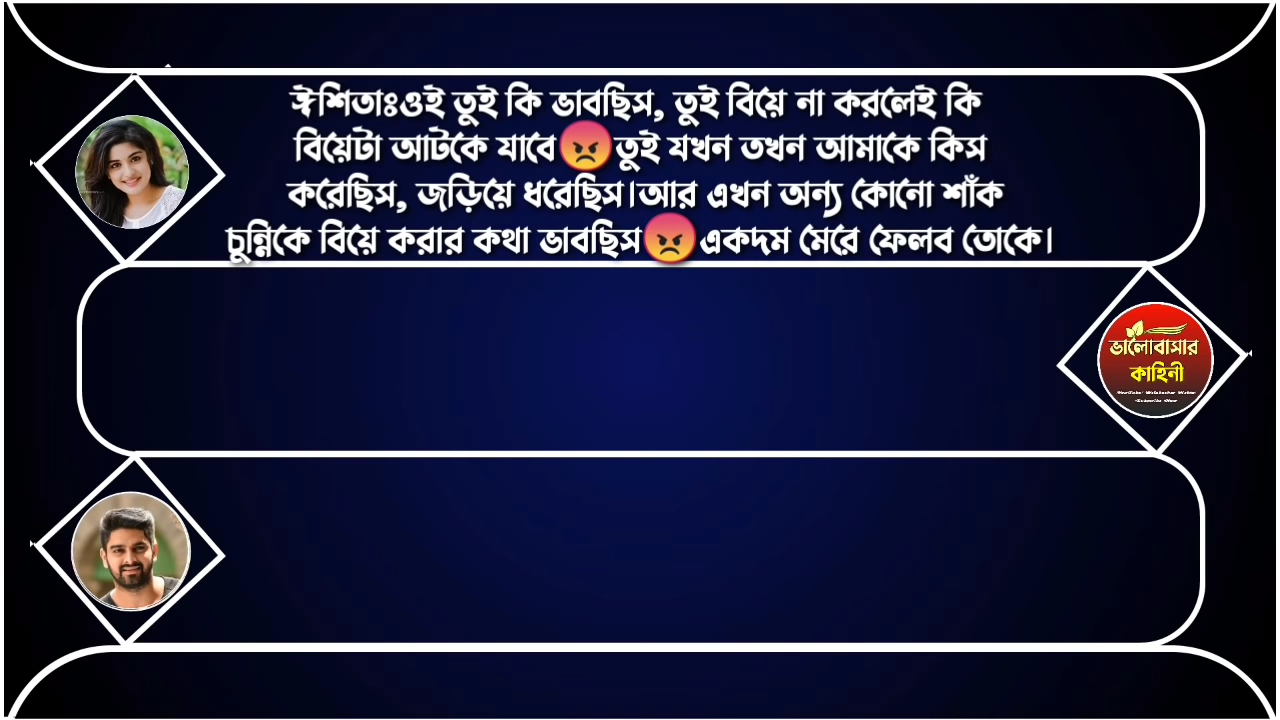 ঈশিতাঃওই তুই কি ভাবছিস, তুই বিয়ে না করলেই কি
বিয়েটা আটকে যাবে😡তুই যখন তখন আমাকে কিস
করেছিস, জড়িয়ে ধরেছিস।আর এখন অন্য কোনো শাঁক
চুন্নিকে বিয়ে করার কথা ভাবছিস😡একদম মেরে ফেলব তোকে।
ভালোবাসার
কাহিনী